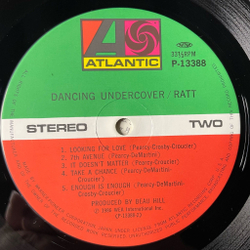 ATLANTIC
33⅓RPM
P-13388
DANCING UNDERCOVER / RATT
STEREO
TWO
1. LOOKING FOR LOVE (Pearcy-Crosby-Croucier)
2. 7th AVENUE (Pearcy-DeMartini)
3. IT DOESN'T MATTER (Pearcy-Croucier)
4. TAKE A CHANCE (Pearcy-DeMartini-
Croucier)
5. ENOUGH IS ENOUGH (Pearcy-DeMartini-
Croucier)
PRODUCED BY BEAU HILL